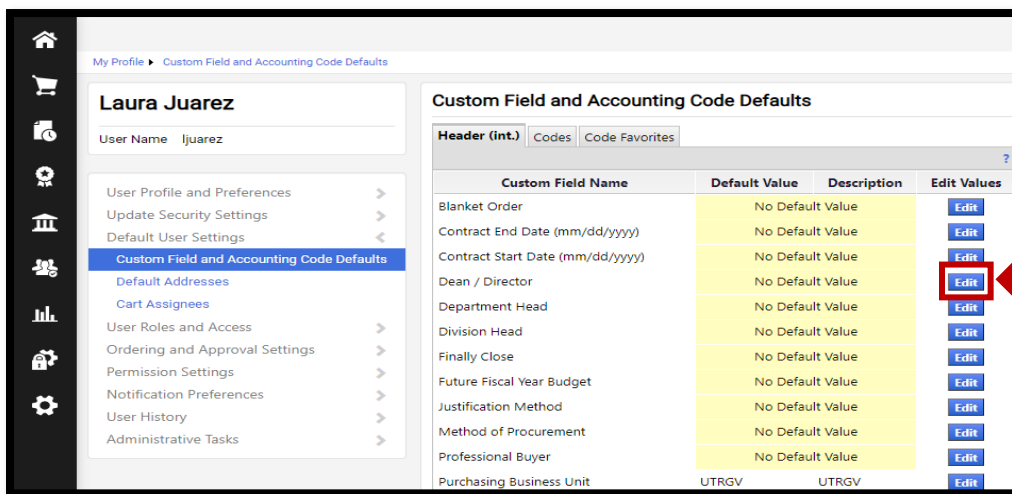 My Profile Custom Field and Accounting Code Defaults
Laura Juarez
User Name ljuarez
User Profile and Preferences
Update Security Settings
Default User Settings
Custom Field and Accounting Code Defaults
Default Addresses
Cart Assignees
User Roles and Access
Ordering and Approval Settings
Permission Settings
Notification Preferences
User History
Administrative Tasks
Custom Field and Accounting Code Defaults
Header (int.) Codes Code Favorites
?
Custom Field Name Default Value Description Edit Values
Blanket Order No Default Value Edit
Contract End Date (mm/dd/yyyy) No Default Value Edit
Contract Start Date (mm/dd/yyyy) No Default Value Edit
Dean / Director No Default Value Edit
Department Head No Default Value Edit
Division Head No Default Value Edit
Finally Close No Default Value Edit
Future Fiscal Year Budget No Default Value Edit
Justification Method No Default Value Edit
Method of Procurement No Default Value Edit
Professional Buyer No Default Value Edit
Purchasing Business Unit UTRGV UTRGV Edit